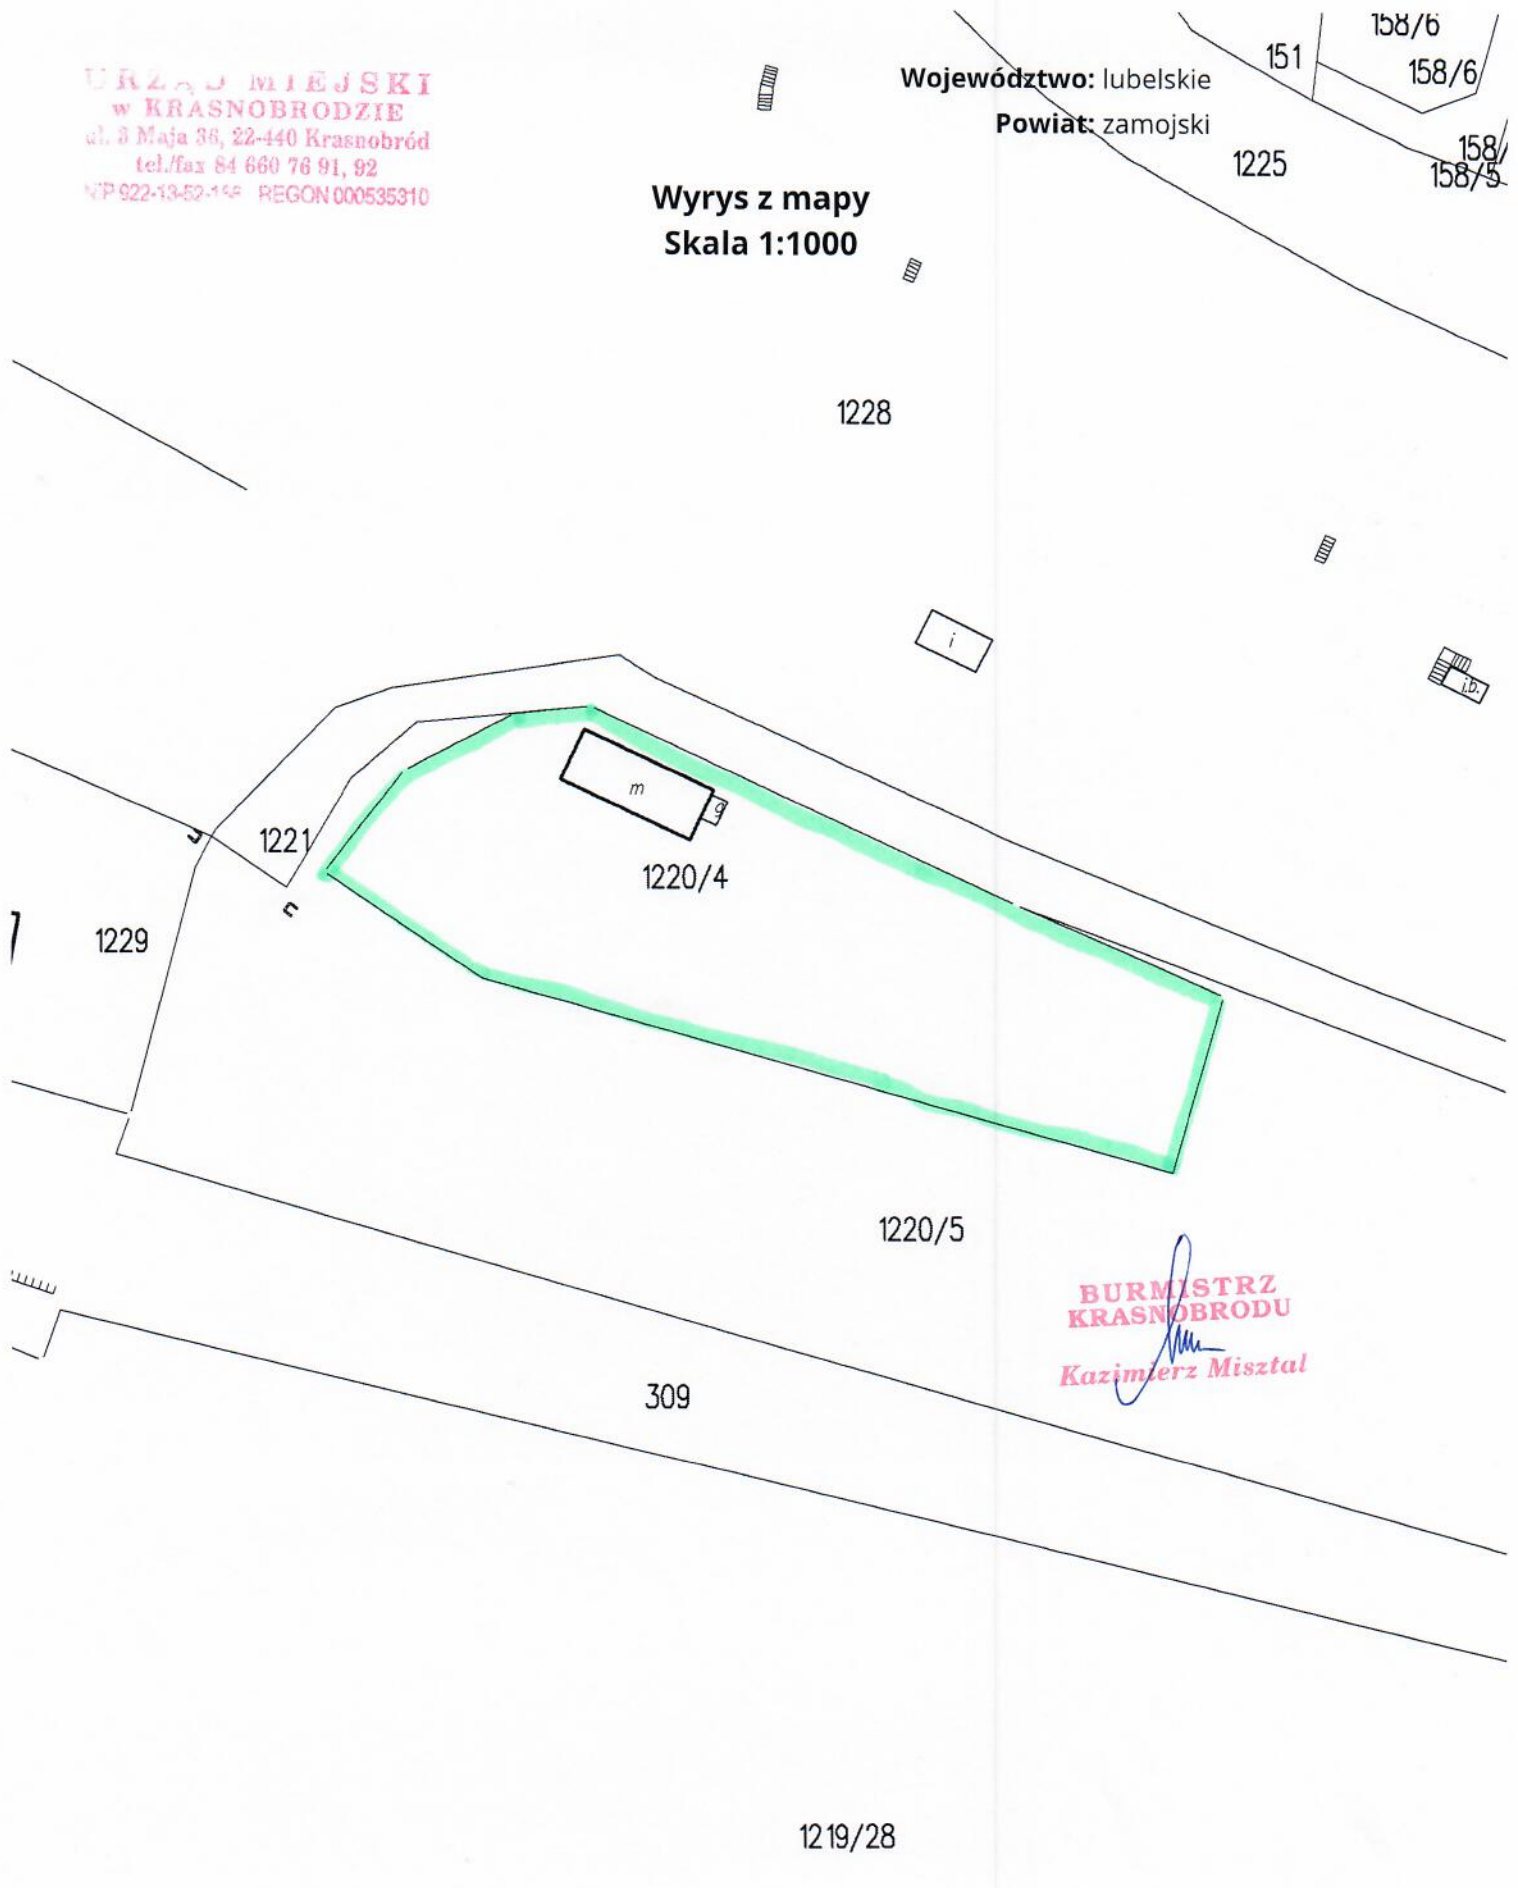 URZĄD MIEJSKI
w KRASNOBRODZIE
ul. 3 Maja 36, 22-440 Krasnobród
tel./fax 84 660 76 91, 92
REGON 000535310
Województwo: lubelskie
Powiat: zamojski
Wyrys z mapy
Skala 1:1000
158/6
151
158/6
1225
158/
158/5
1228
i
i.b.
m
g
1221
1220/4
1229
1220/5
BURMISTRZ
KRASNOBRODU
Kazimierz Misztal
309
1219/28